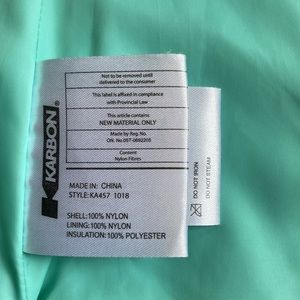 KARBON®
Not to be removed until
delivered to the consumer
This label is affixed in compliance
with Provincial Law
This article contains
NEW MATERIAL ONLY
Made by Reg. No.
ON. No.05T-0692205
Content
Nylon Fibres
MADE IN: CHINA
STYLE:KA457 1018
SHELL:100% NYLON
LINING:100% NYLON
INSULATION:100% POLYESTER
DO NOT IRON
DO NOT STEAM